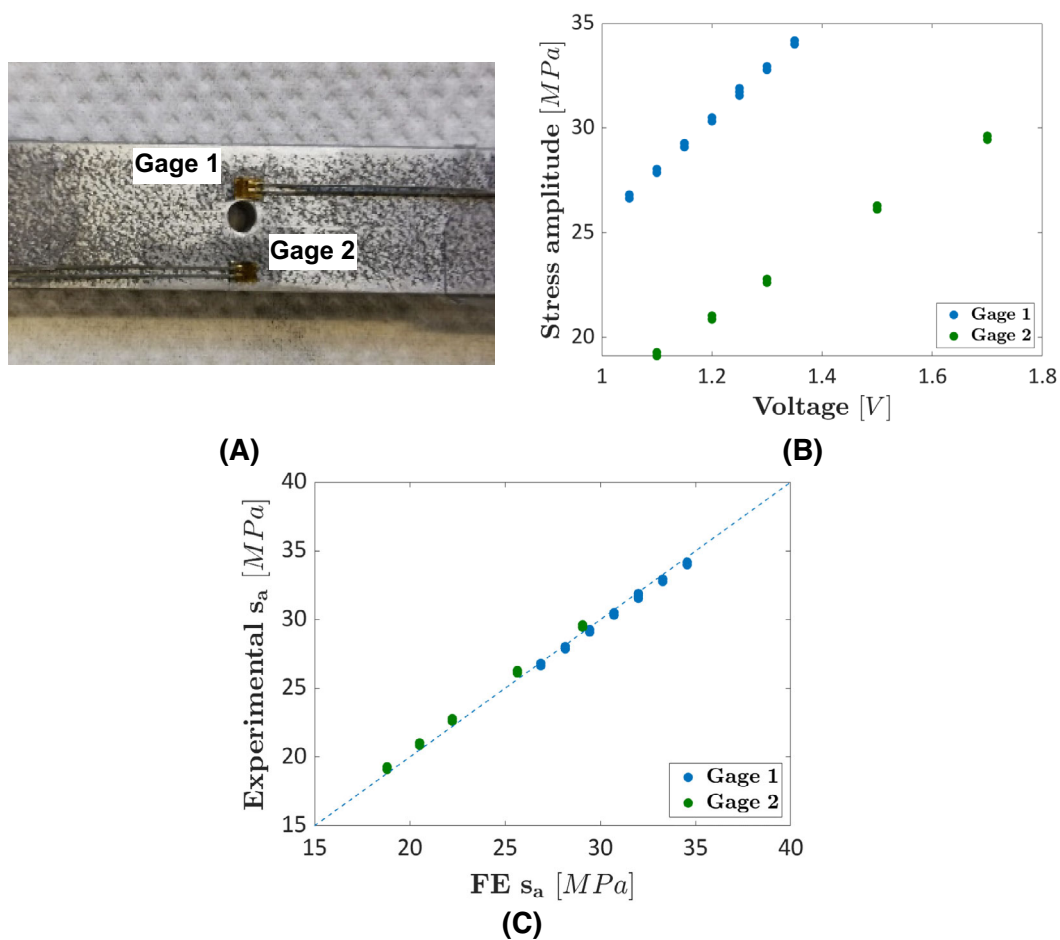 Gage 1
Gage 2
(A)
Stress amplitude [MPa]
35
30
25
20
1
1.2
1.4
1.6
1.8
Gage 1
Gage 2
Voltage [V]
(B)
Experimental sₐ [MPa]
40
35
30
25
20
15
15
20
25
30
35
40
Gage 1
Gage 2
FE sₐ [MPa]
(C)